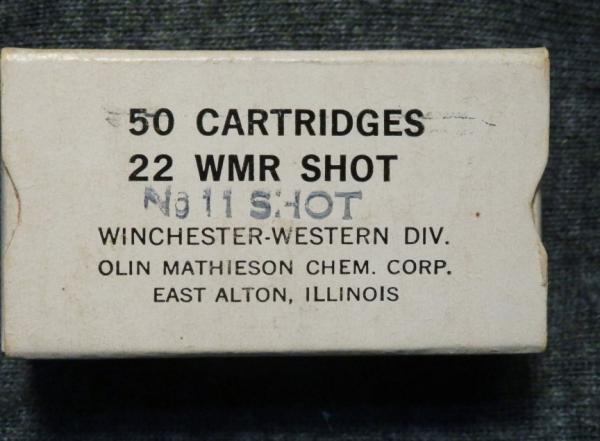 50 CARTRIDGES
22 WMR SHOT
No 11 SHOT
WINCHESTER-WESTERN DIV.
OLIN MATHIESON CHEM. CORP.
EAST ALTON, ILLINOIS